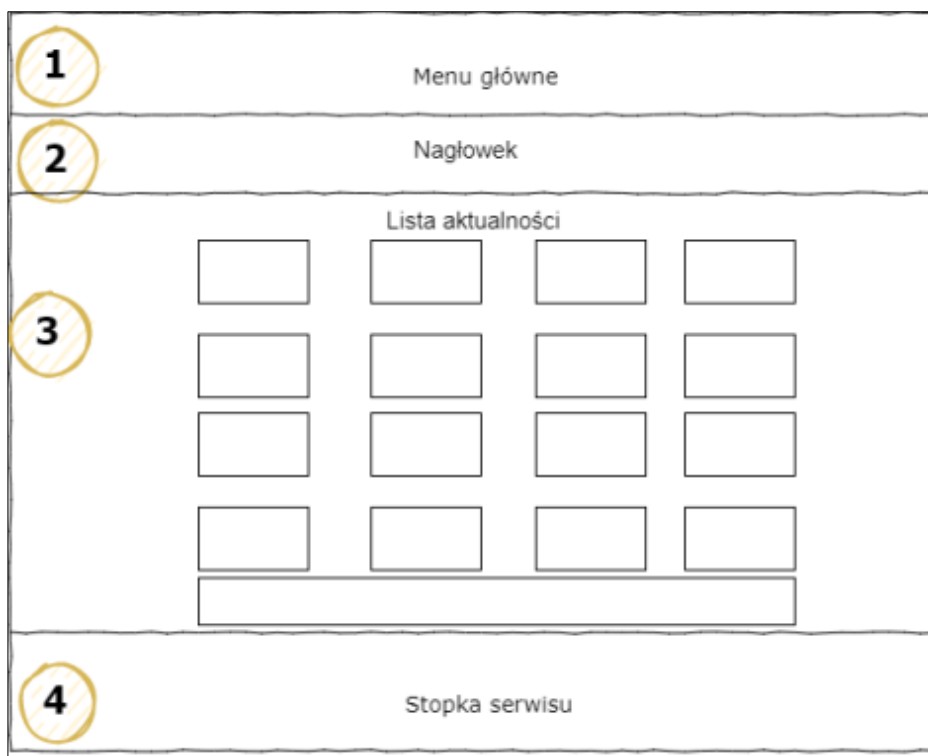 1
Menu główne
2
Nagłowek
Lista aktualności
3
4
Stopka serwisu